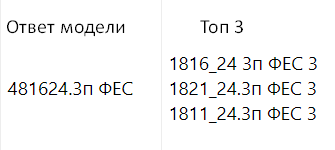 Ответ модели
Топ 3
481624.3п ФЕС
1816_24 3п ФЕС 3
1821_24.3п ФЕС 3
1811_24.3п ФЕС 3